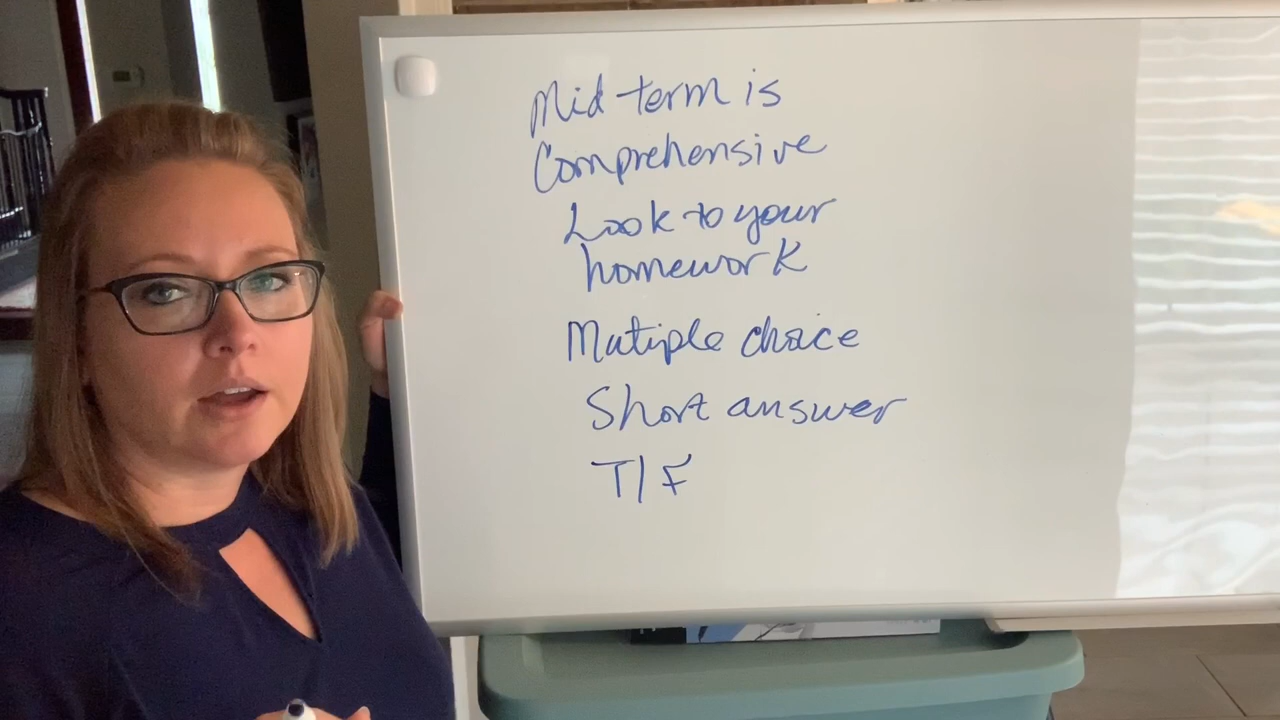 Mid term is
Comprehensive
Look to your
homework
Mutiple choice
Short answer
T/F